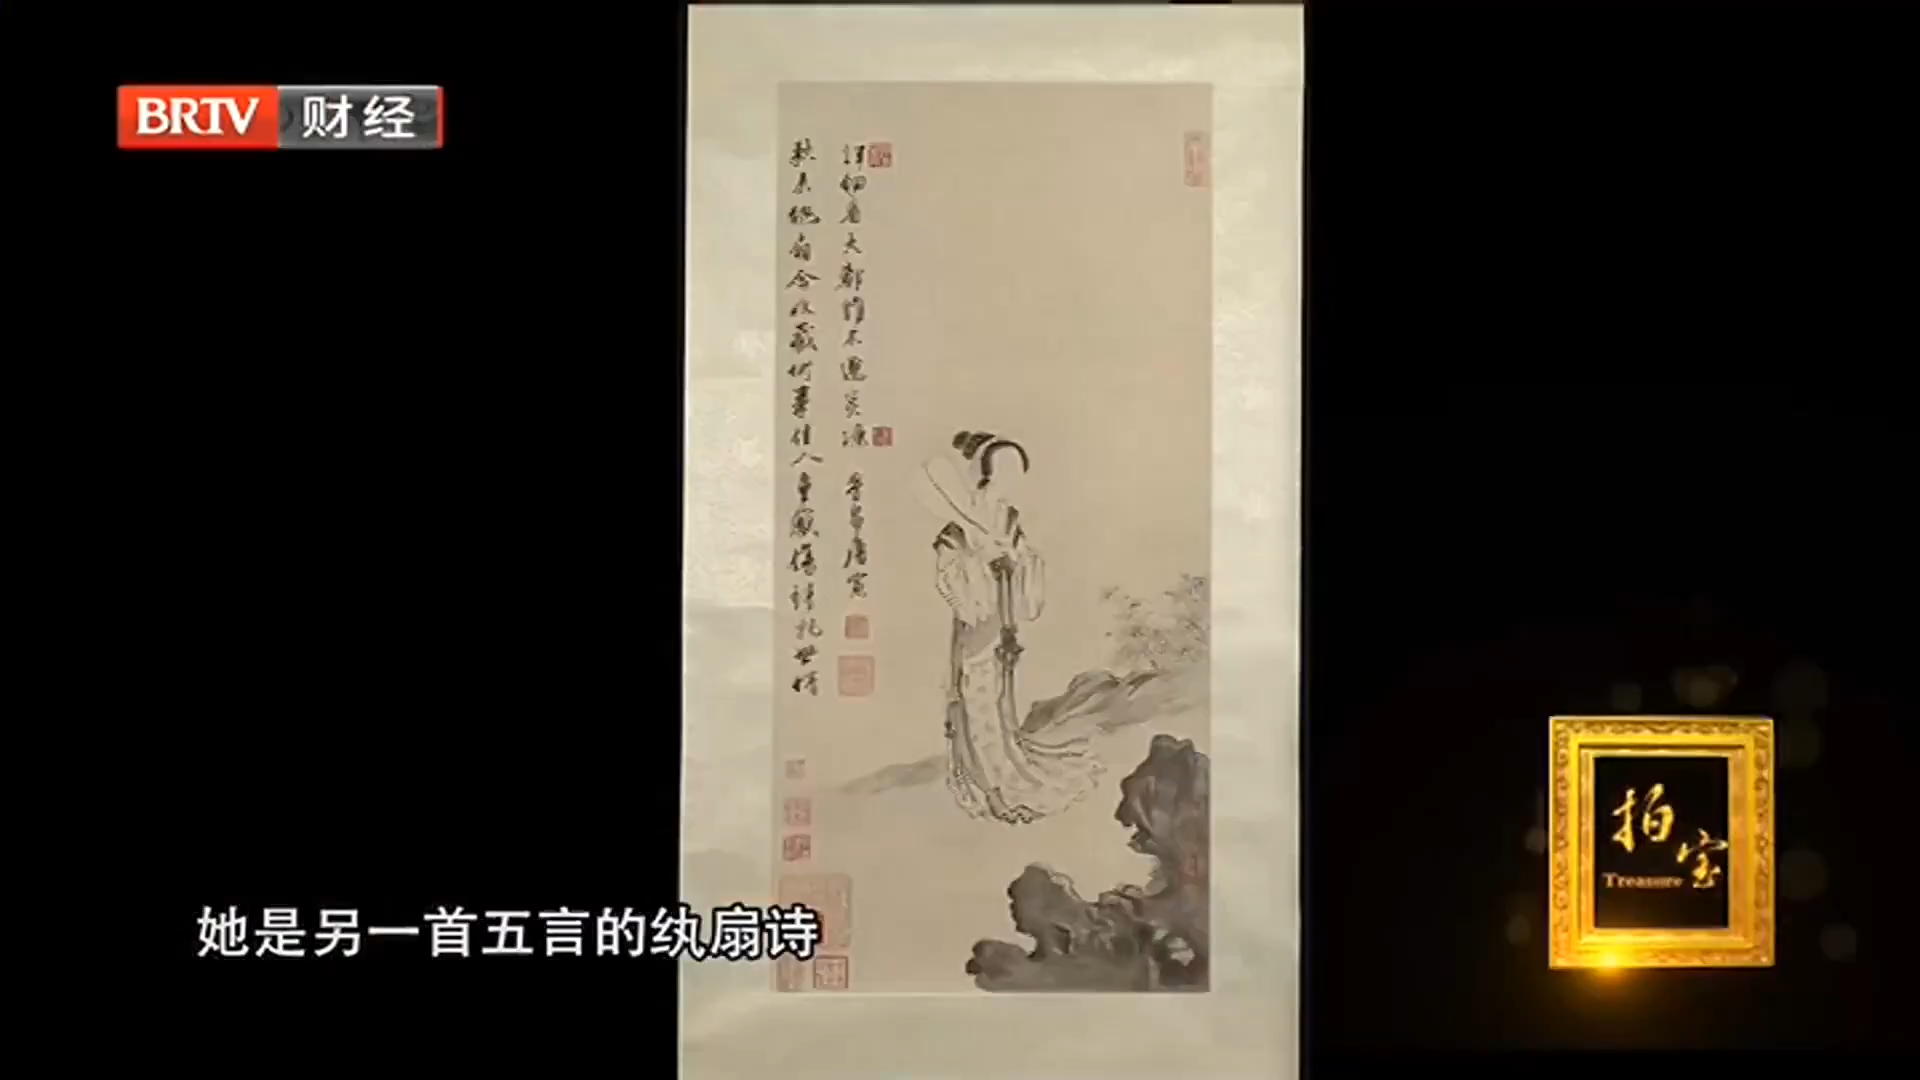 BRTV 财经
秋来纨扇合收藏何事佳人重感伤请托世情
详细看大都谁不逐炎凉 晋昌唐寅
她是另一首五言的纨扇诗
拍宝
Treasure